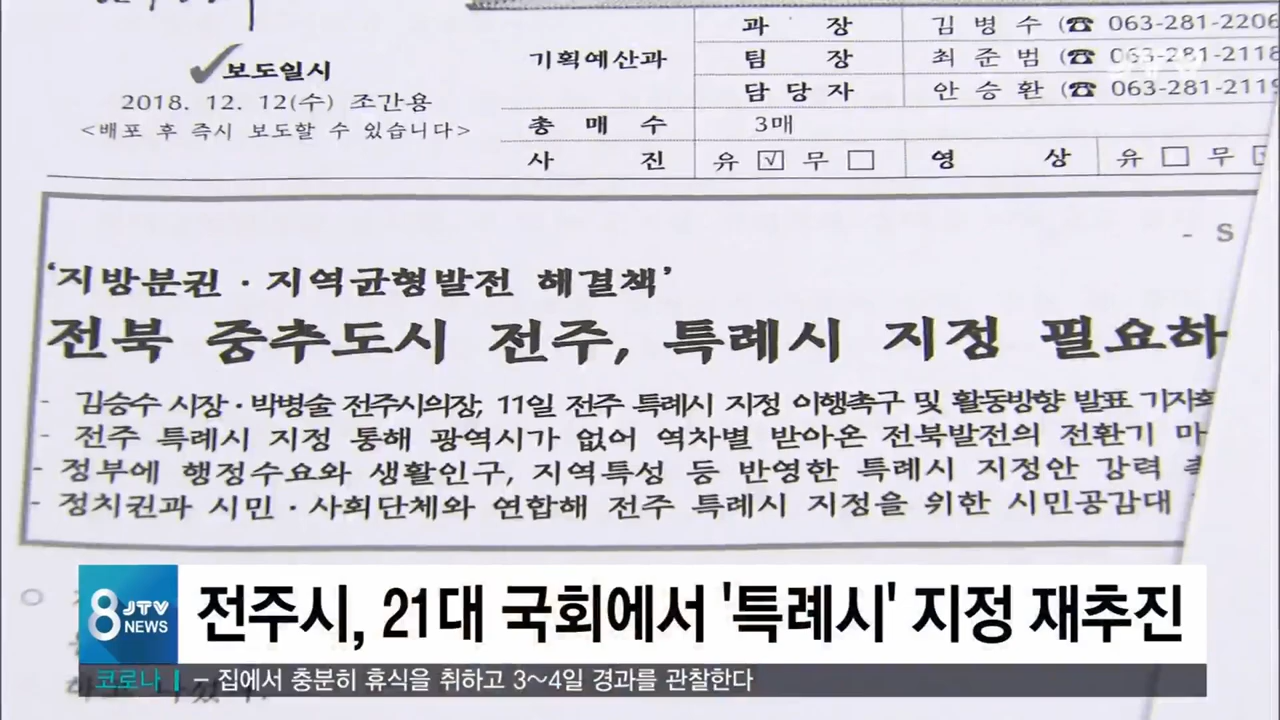 과 장 김 병 수 (☎ 063-281-2206
기획예산과 팀 장 최 준 범 (☎ 063-281-2118
보도일시 담 당 자 안 승 환 (☎ 063-281-2119
2018. 12. 12(수) 조간용
<배포 후 즉시 보도할 수 있습니다>
총 매 수 3매
사 진 유 ☑ 무 □ 영 상 유 □ 무
- S
‘지방분권·지역균형발전 해결책’
전북 중추도시 전주, 특례시 지정 필요하
- 김승수 시장·박병술 전주시의장, 11일 전주 특례시 지정 이행촉구 및 활동방향 발표 기자회
- 전주 특례시 지정 통해 광역시가 없어 역차별 받아온 전북발전의 전환기 마
- 정부에 행정수요와 생활인구, 지역특성 등 반영한 특례시 지정안 강력 촉
- 정치권과 시민·사회단체와 연합해 전주 특례시 지정을 위한 시민공감대
8 JTV NEWS
전주시, 21대 국회에서 '특례시' 지정 재추진
코로나 | - 집에서 충분히 휴식을 취하고 3~4일 경과를 관찰한다